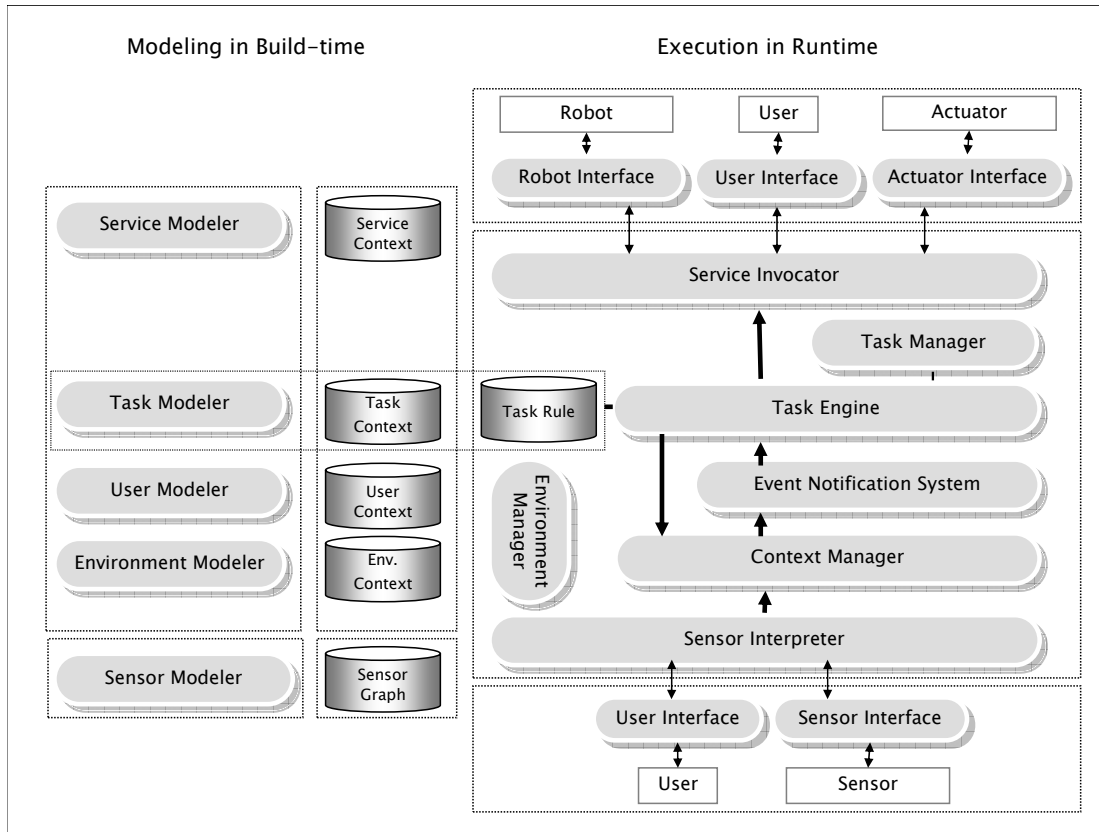 Modeling in Build-time
Execution in Runtime
Robot
User
Actuator
Robot Interface
User Interface
Actuator Interface
Service Modeler
Service
Context
Service Invocator
Task Manager
Task Modeler
Task
Context
Task Rule
Task Engine
User Modeler
User
Context
Environment
Manager
Event Notification System
Environment Modeler
Env.
Context
Context Manager
Sensor Interpreter
Sensor Modeler
Sensor
Graph
User Interface
Sensor Interface
User
Sensor